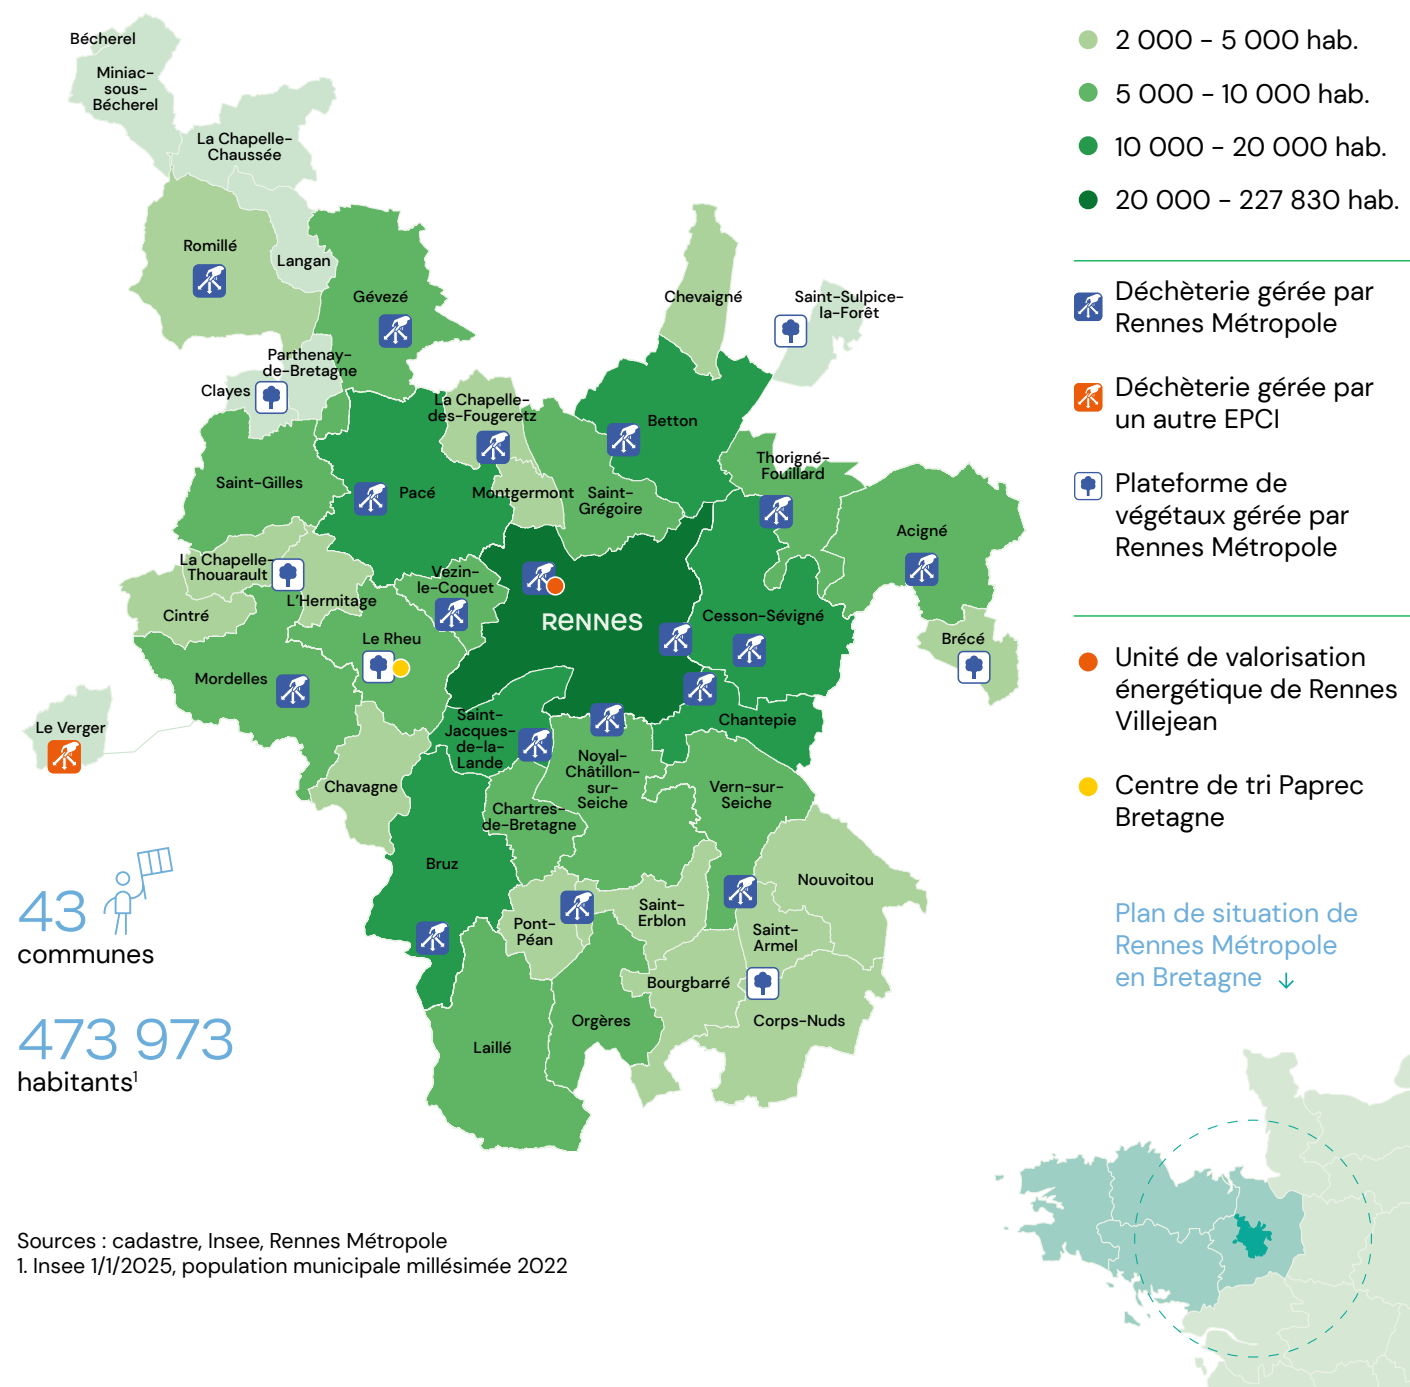 Bécherel
Miniac-
sous-
Bécherel
La Chapelle-
Chaussée
Romillé
Langan
Gévezé
Chevaigné
Saint-Sulpice-
la-Forêt
Parthenay-
de-Bretagne
Clayes
La Chapelle-
des-Fougeretz
Betton
Thorigné-
Fouillard
Saint-Gilles
Pacé
Montgermont
Saint-
Grégoire
Acigné
La Chapelle-
Thouarault
Vezin-
le-Coquet
L'Hermitage
Cintré
RENNES
Cesson-Sévigné
Le Rheu
Brécé
Mordelles
Le Verger
Saint-
Jacques-
de-la-
Lande
Chantepie
Noyal-
Châtillon-
sur-
Seiche
Chavagne
Vern-sur-
Seiche
Chartres-
de-Bretagne
Bruz
Nouvoitou
Saint-
Erblon
Pont-
Péan
Saint-
Armel
Bourgbarré
Corps-Nuds
Orgères
Laillé
43
communes
473 973
habitants¹
Sources : cadastre, Insee, Rennes Métropole
1. Insee 1/1/2025, population municipale millésimée 2022
2 000 - 5 000 hab.
5 000 - 10 000 hab.
10 000 - 20 000 hab.
20 000 - 227 830 hab.
Déchèterie gérée par
Rennes Métropole
Déchèterie gérée par
un autre EPCI
Plateforme de
végétaux gérée par
Rennes Métropole
Unité de valorisation
énergétique de Rennes
Villejean
Centre de tri Paprec
Bretagne
Plan de situation de
Rennes Métropole
en Bretagne ↓